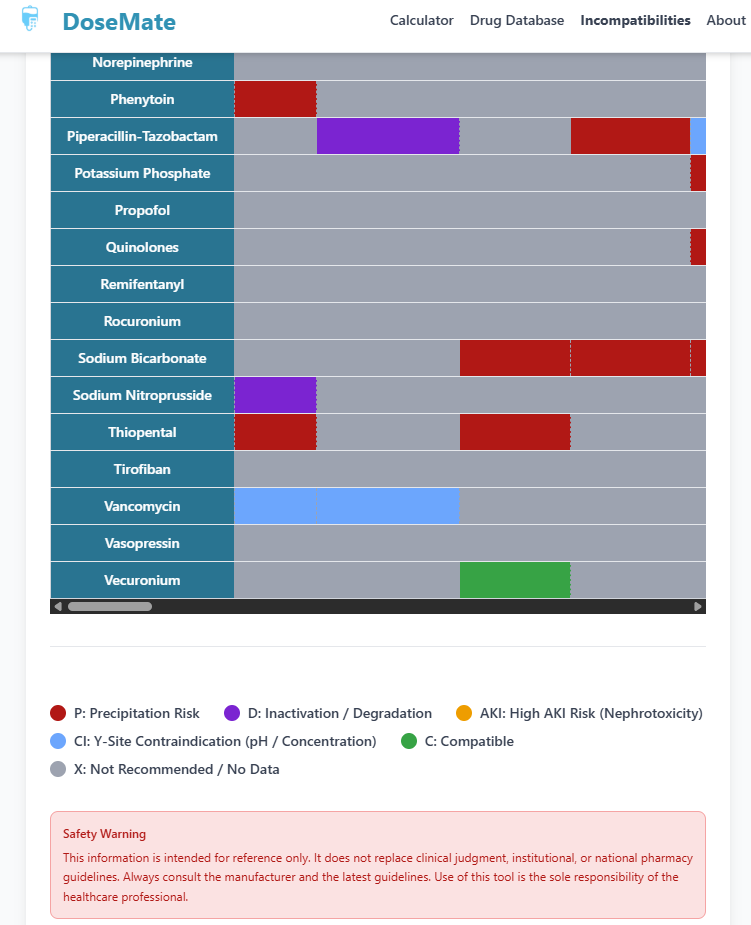 DoseMate
Calculator Drug Database Incompatibilities About
Norepinephrine
Phenytoin
Piperacillin-Tazobactam
Potassium Phosphate
Propofol
Quinolones
Remifentanyl
Rocuronium
Sodium Bicarbonate
Sodium Nitroprusside
Thiopental
Tirofiban
Vancomycin
Vasopressin
Vecuronium
P: Precipitation Risk D: Inactivation / Degradation AKI: High AKI Risk (Nephrotoxicity)
CI: Y-Site Contraindication (pH / Concentration) C: Compatible
X: Not Recommended / No Data
Safety Warning
This information is intended for reference only. It does not replace clinical judgment, institutional, or national pharmacy
guidelines. Always consult the manufacturer and the latest guidelines. Use of this tool is the sole responsibility of the
healthcare professional.